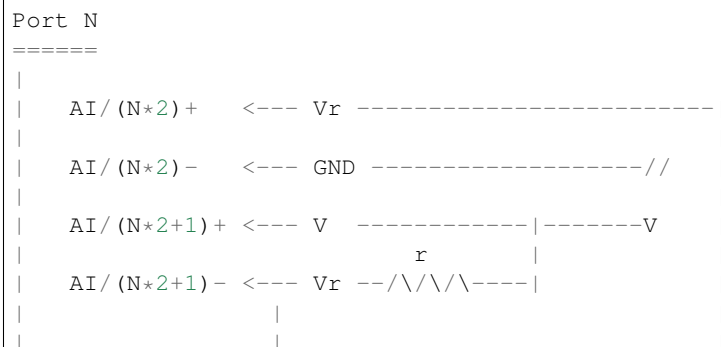 Port N
======
|
|   AI/(N*2)+   <--- Vr -------------------------
|
|   AI/(N*2)-   <--- GND -------------------//
|
|   AI/(N*2+1)+ <--- V  ------------|-------V
|                           r       |
|   AI/(N*2+1)- <--- Vr --/\/\/\----|
|                 |
|                 |